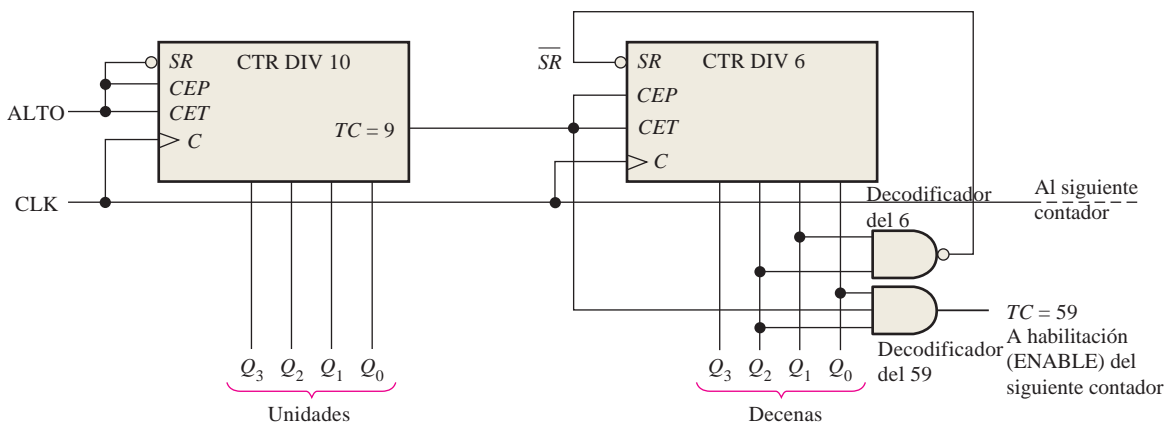 SR
CTR DIV 10
CEP
ALTO
CET
TC = 9
C
CLK
SR
SR
CTR DIV 6
CEP
CET
C
Decodificador
del 6
Al siguiente
contador
TC = 59
A habilitación
(ENABLE) del
siguiente contador
Decodificador
del 59
Q3 Q2 Q1 Q0
Unidades
Q3 Q2 Q1 Q0
Decenas